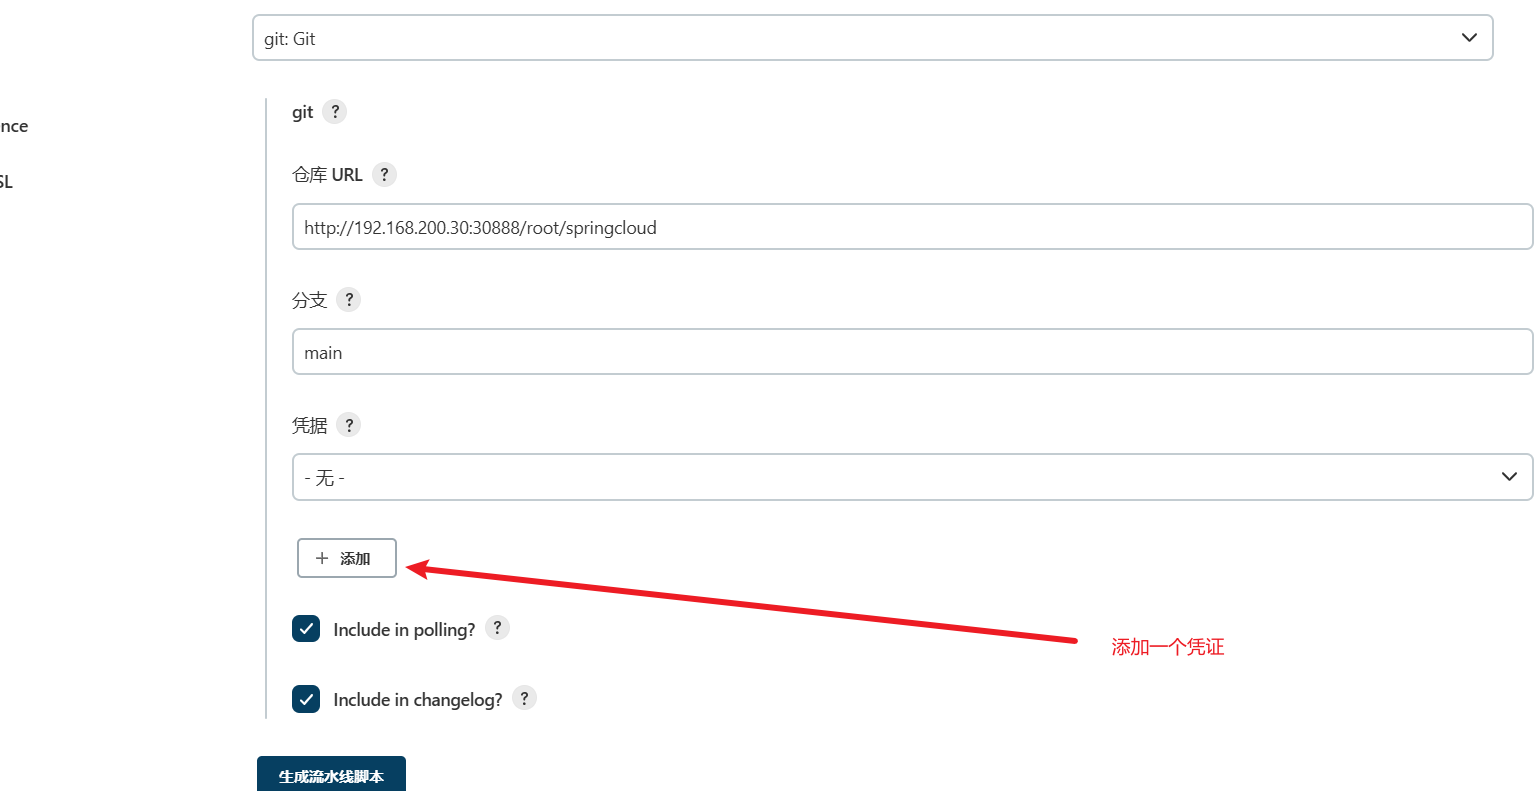 git: Git
git ?
ence
仓库 URL ?
SL
http://192.168.200.30:30888/root/springcloud
分支 ?
main
凭据 ?
- 无 -
+ 添加
Include in polling? ?
添加一个凭证
Include in changelog? ?
生成流水线脚本